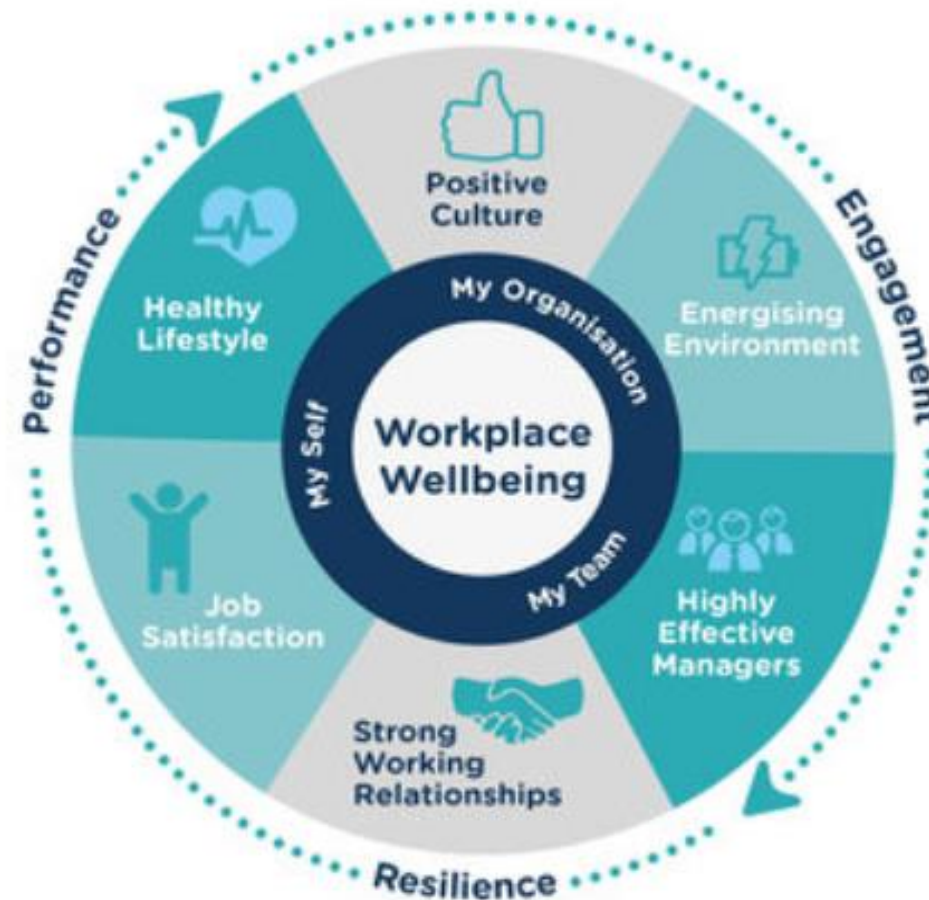 Performance
Engagement
Resilience
Positive
Culture
Energising
Environment
Highly
Effective
Managers
Strong
Working
Relationships
Job
Satisfaction
Healthy
Lifestyle
My Organisation
My Team
My Self
Workplace
Wellbeing